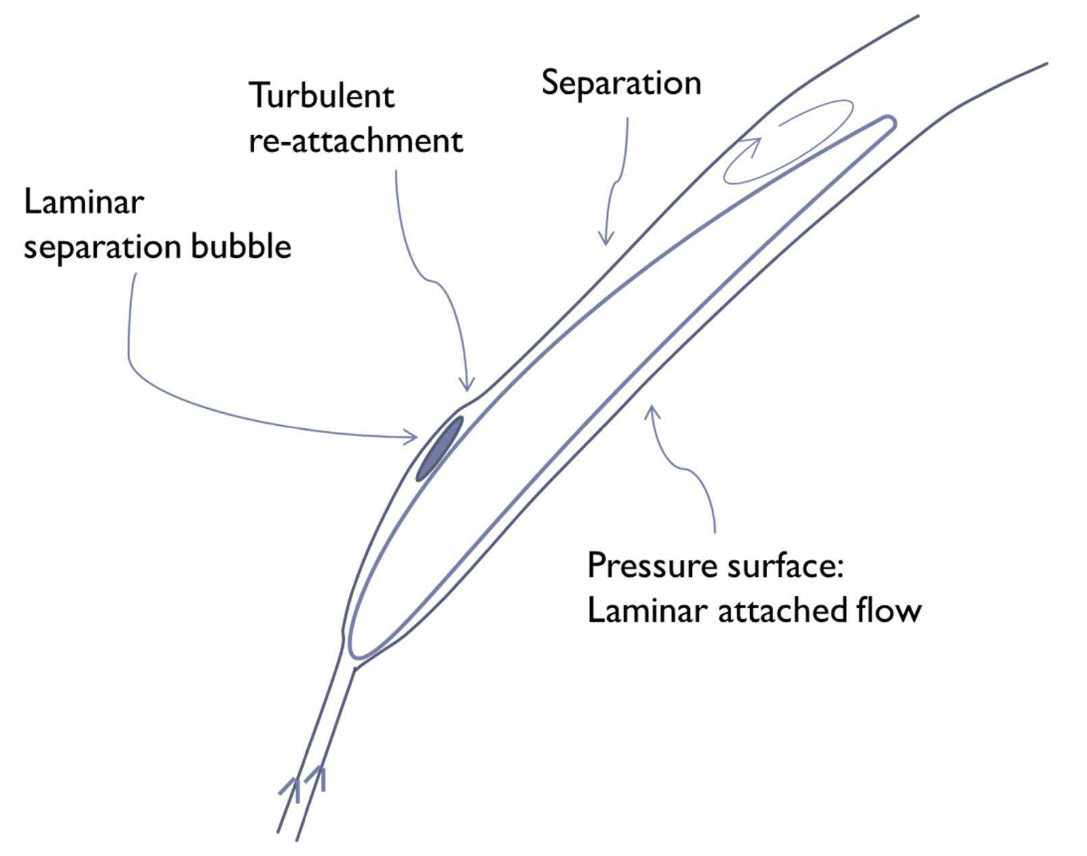 Turbulent
re-attachment
Separation
Laminar
separation bubble
Pressure surface:
Laminar attached flow